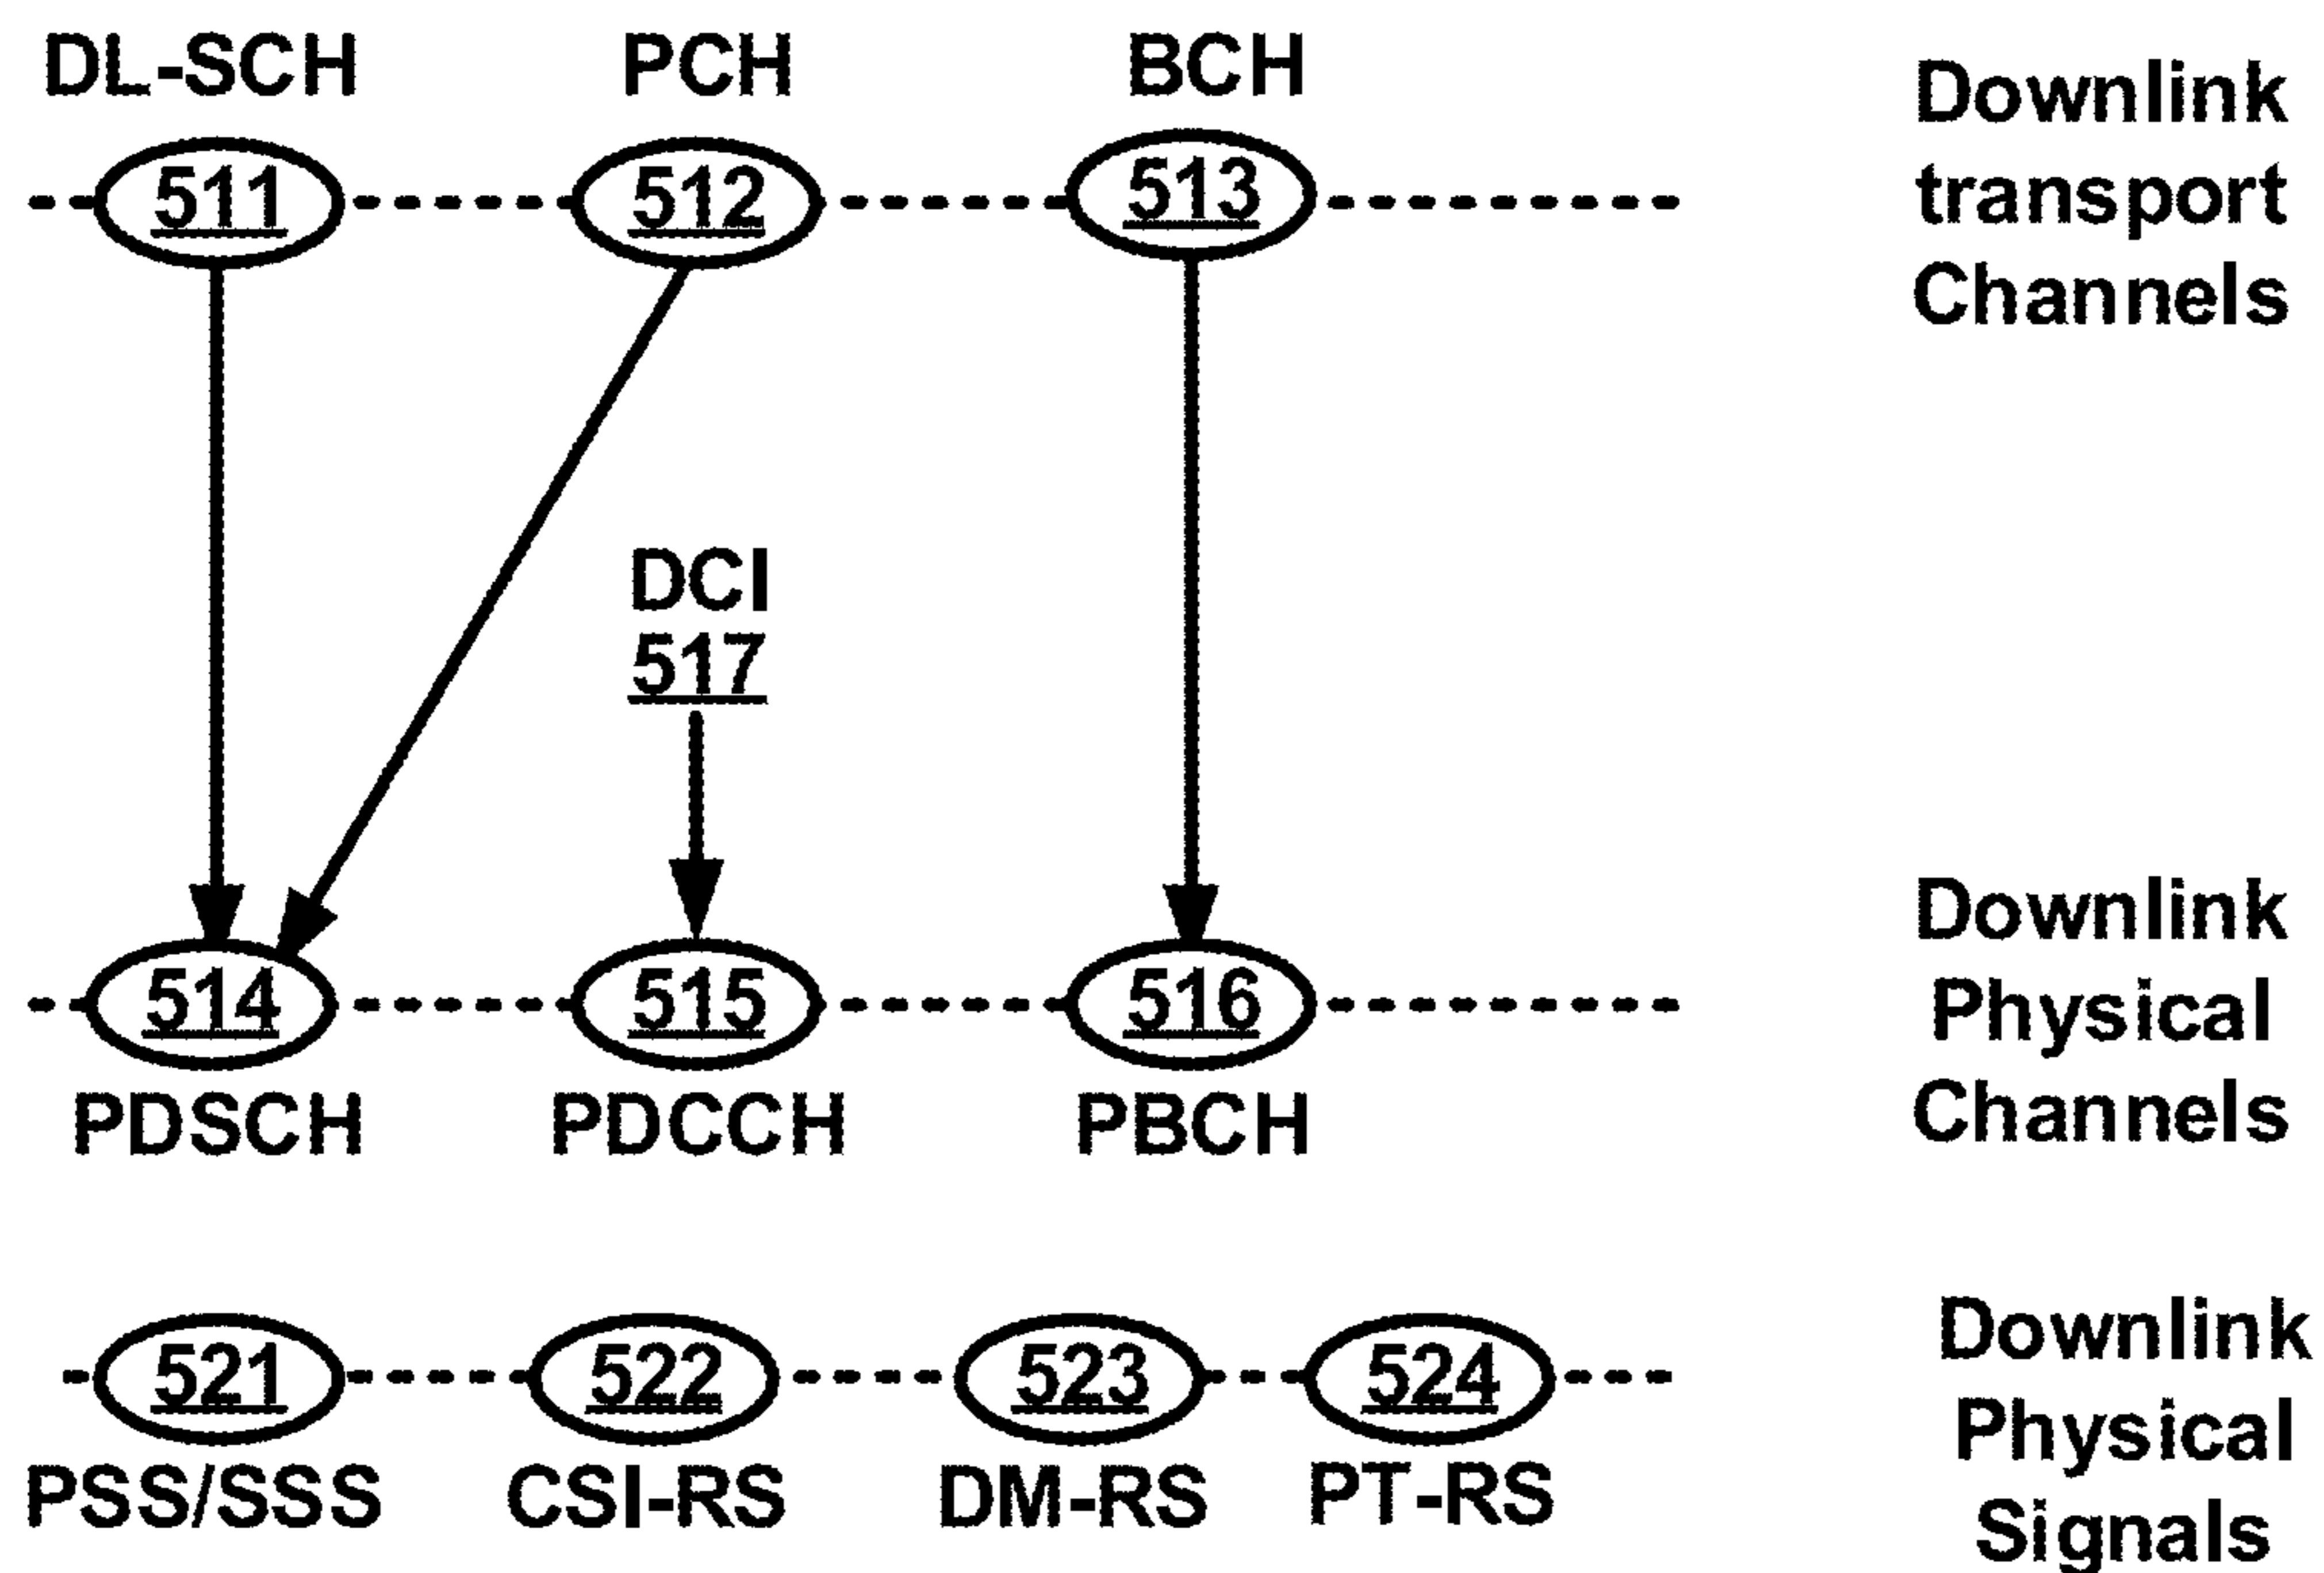 DL-SCH PCH BCH
511 512 513
Downlink
transport
Channels
DCI
517
514 515 516
PDSCH PDCCH PBCH
Downlink
Physical
Channels
521 522 523 524
PSS/SSS CSI-RS DM-RS PT-RS
Downlink
Physical
Signals